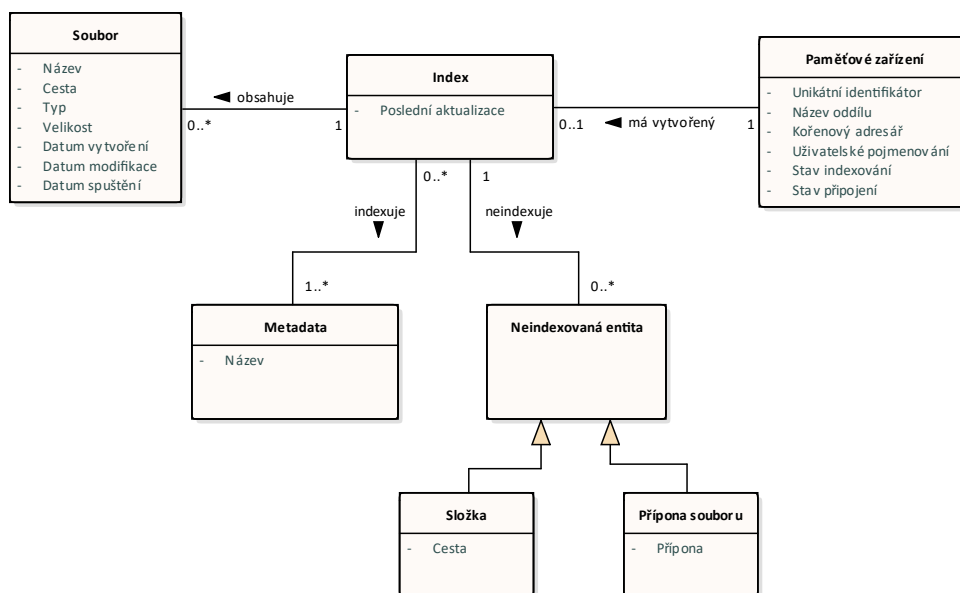 Soubor
- Název
- Cesta
- Typ
- Velikost
- Datum vytvoření
- Datum modifikace
- Datum spuštění
obsahuje
0..*
1
Index
- Poslední aktualizace
0..1
má vytvořený
1
Paměťové zařízení
- Unikátní identifikátor
- Název oddílu
- Kořenový adresář
- Uživatelské pojmenování
- Stav indexování
- Stav připojení
0..*
1
indexuje
neindexuje
1..*
0..*
Metadata
- Název
Neindexovaná entita
Složka
- Cesta
Přípona souboru
- Přípona